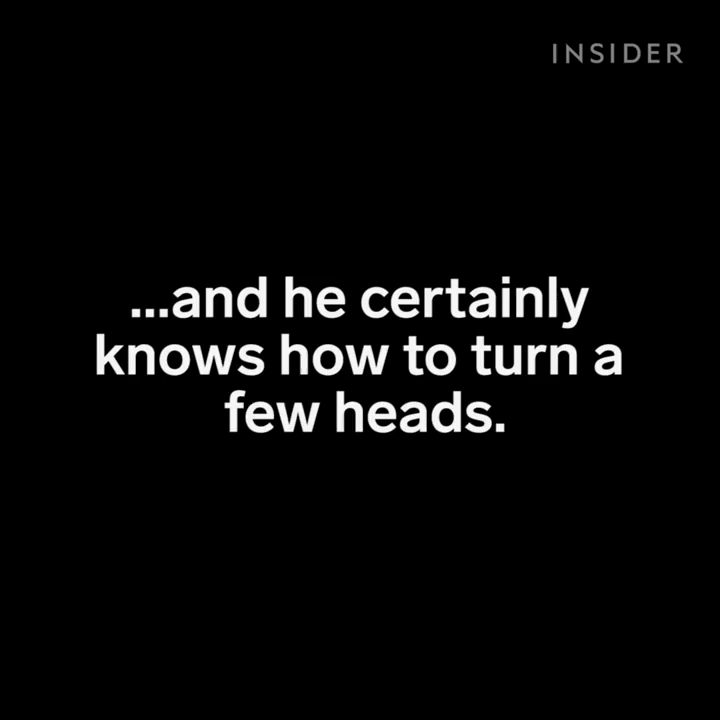 INSIDER
...and he certainly
knows how to turn a
few heads.